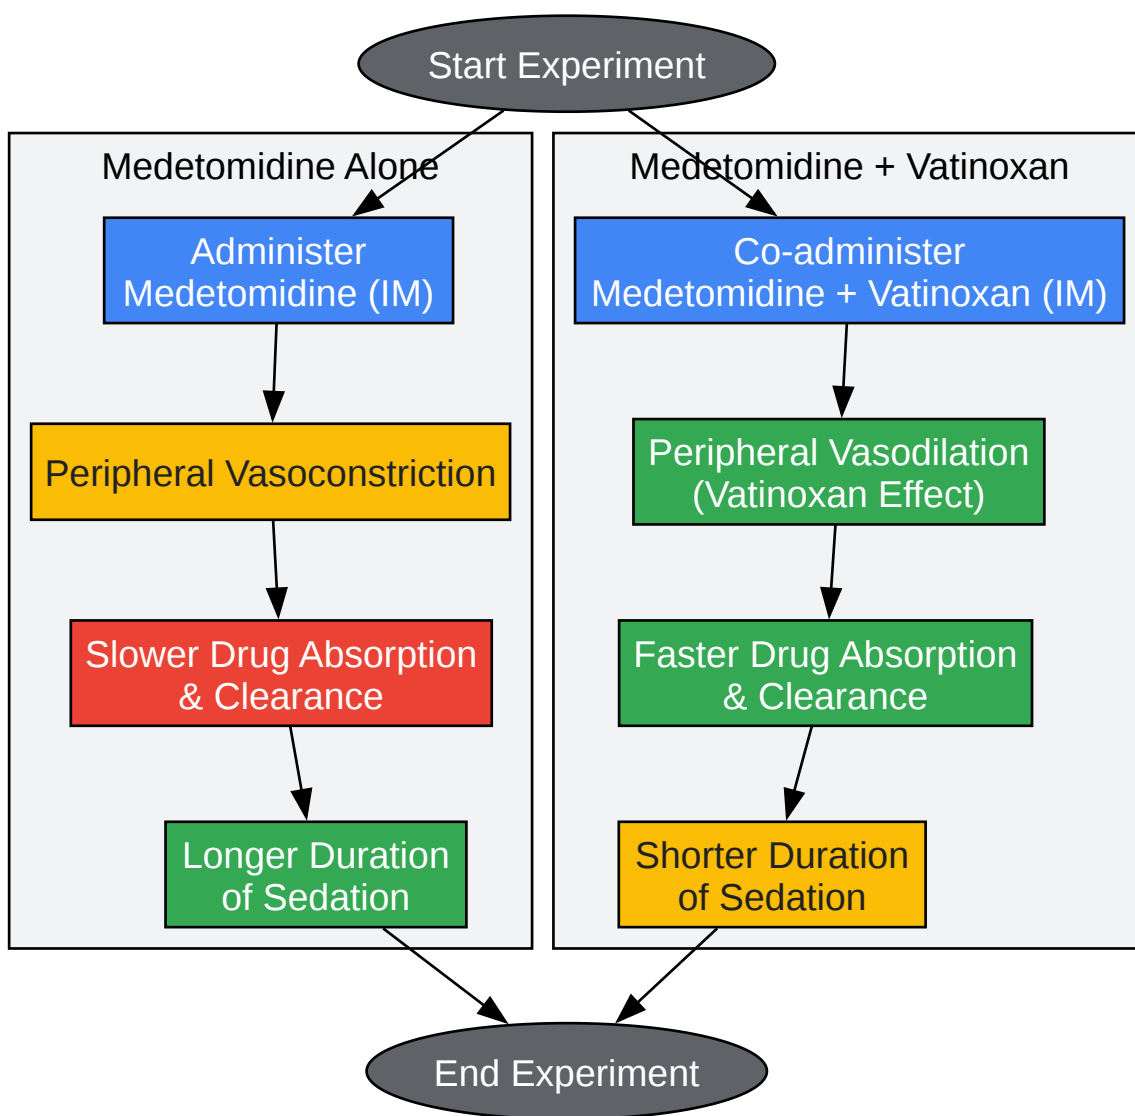 Start Experiment
Medetomidine Alone
Administer
Medetomidine (IM)
Peripheral Vasoconstriction
Slower Drug Absorption
& Clearance
Longer Duration
of Sedation
Medetomidine + Vatinoxan
Co-administer
Medetomidine + Vatinoxan (IM)
Peripheral Vasodilation
(Vatinoxan Effect)
Faster Drug Absorption
& Clearance
Shorter Duration
of Sedation
End Experiment